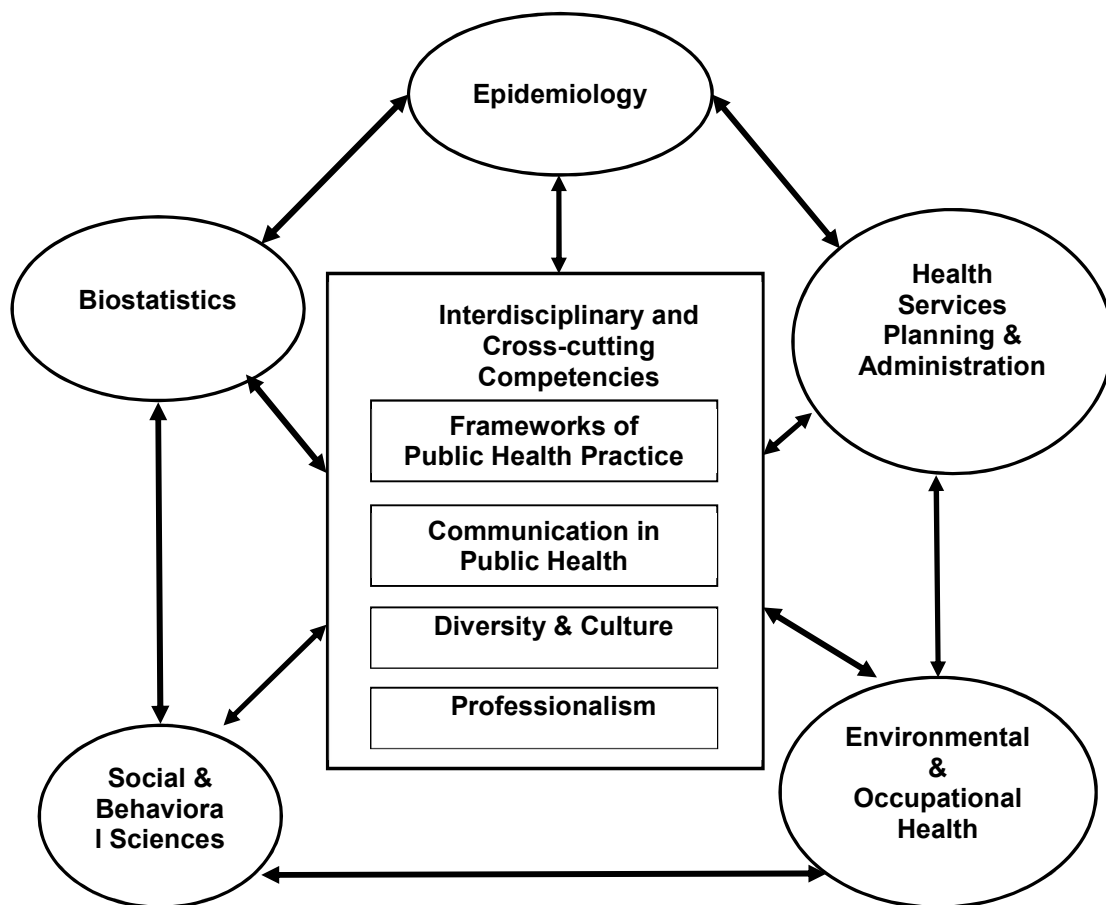 Epidemiology
Biostatistics
Health
Services
Planning &
Administration
Interdisciplinary and
Cross-cutting
Competencies
Frameworks of
Public Health Practice
Communication in
Public Health
Diversity & Culture
Professionalism
Social &
Behaviora
l Sciences
Environmental
&
Occupational
Health